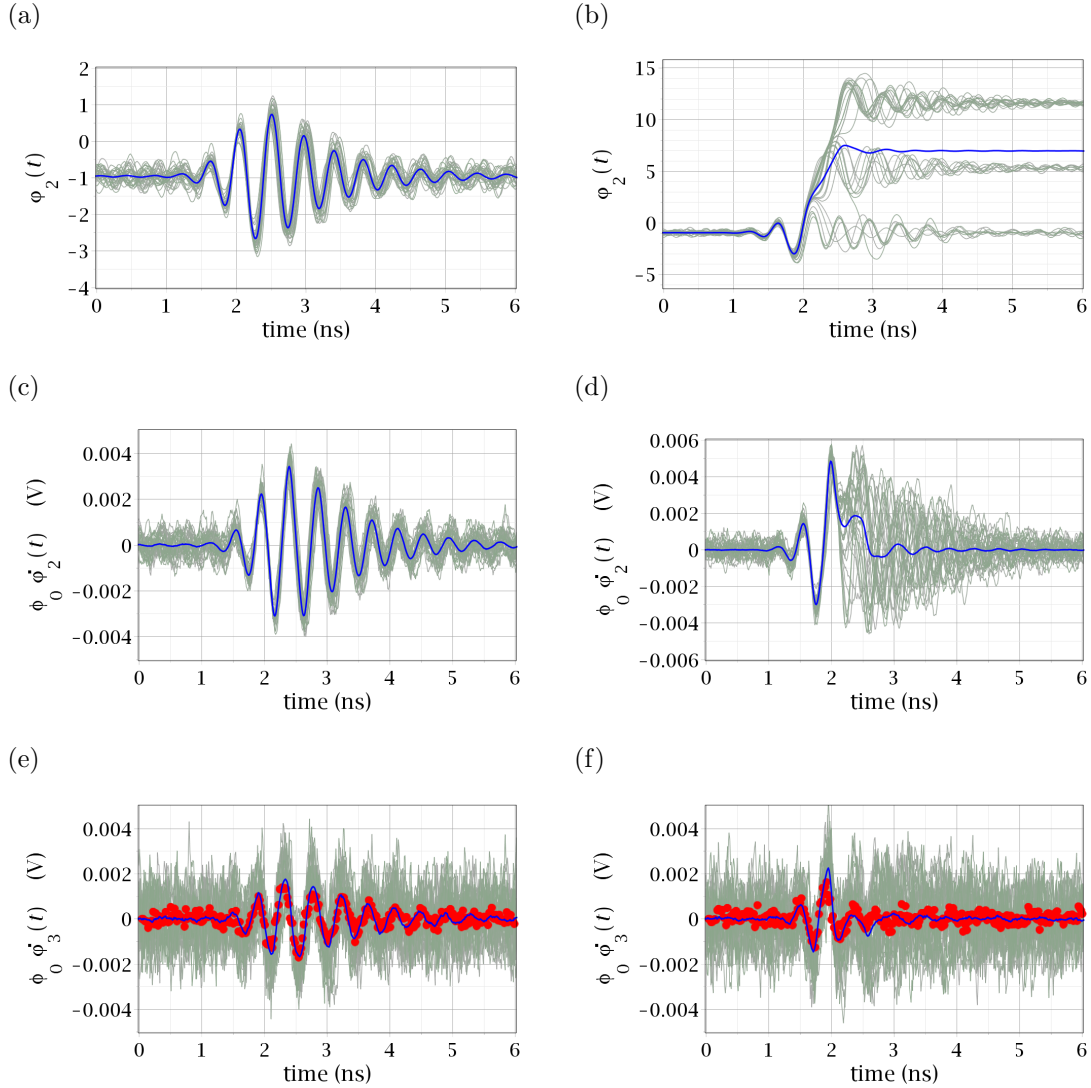 (a)
(b)
2
1
0
-1
-2
-3
-4
φ2(t)
0 1 2 3 4 5 6
time (ns)
15
10
5
0
-5
φ2(t)
0 1 2 3 4 5 6
time (ns)
(c)
(d)
0.004
0.002
0
-0.002
-0.004
ϕ0 φ̇2(t) (V)
0 1 2 3 4 5 6
time (ns)
0.006
0.004
0.002
0
-0.002
-0.004
-0.006
ϕ0 φ̇2(t) (V)
0 1 2 3 4 5 6
time (ns)
(e)
(f)
0.004
0.002
0
-0.002
-0.004
ϕ0 φ̇3(t) (V)
0 1 2 3 4 5 6
time (ns)
0.004
0.002
0
-0.002
-0.004
ϕ0 φ̇3(t) (V)
0 1 2 3 4 5 6
time (ns)